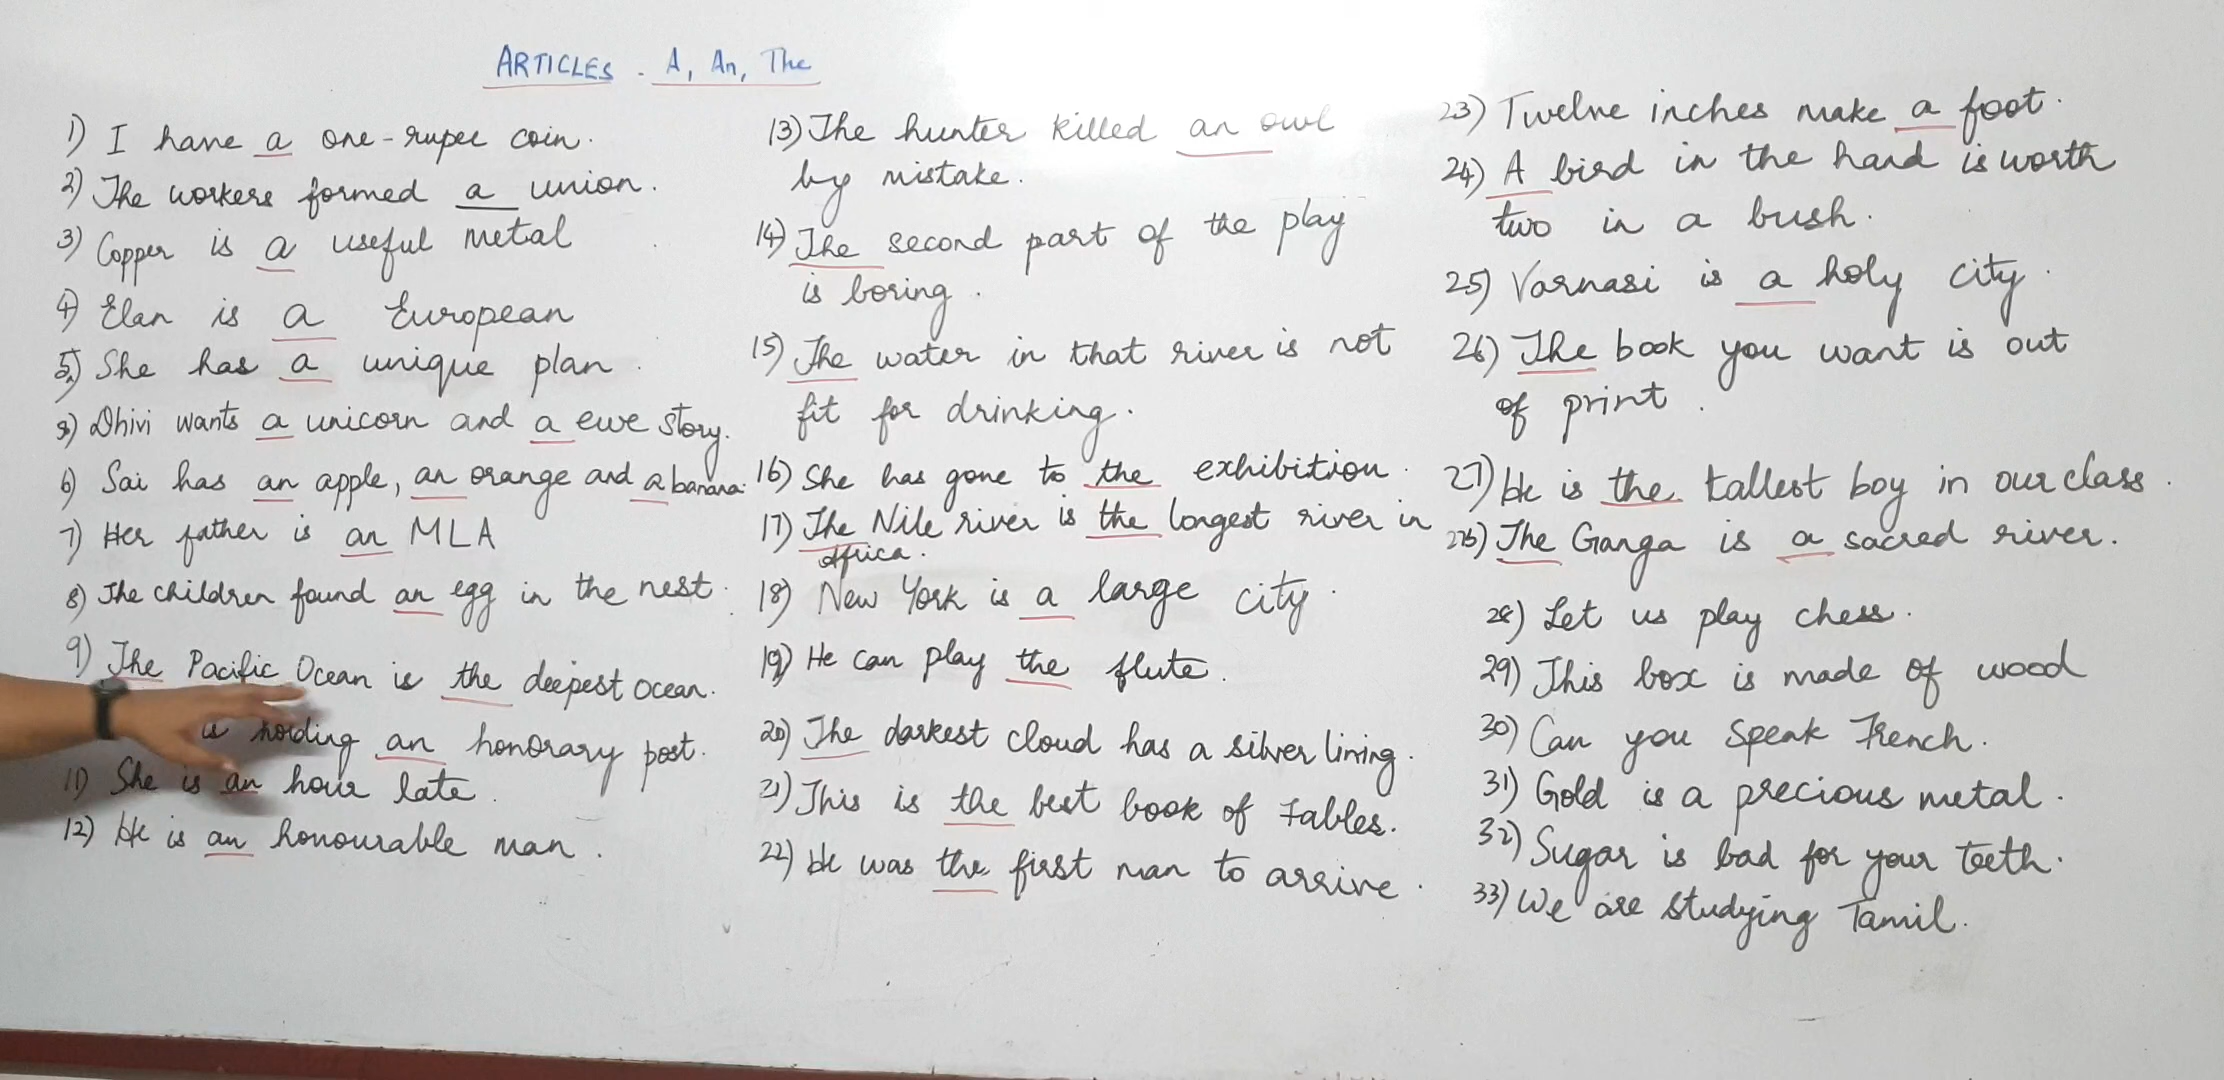 ARTICLES - A, An, The
1) I have a one-rupee coin.
2) The workers formed a union.
3) Copper is a useful metal
4) Elan is a European
5) She has a unique plan.
Dhivi wants a unicorn and a ewe story.
6) Sai has an apple, an orange and a banana.
7) Her father is an MLA
8) The children found an egg in the nest.
9) The Pacific Ocean is the deepest ocean.
is holding an honorary post.
11) She is an hour late.
12) He is an honourable man.
13) The hunter killed an owl
by mistake.
14) The second part of the play
is boring.
15) The water in that river is not
fit for drinking.
16) She has gone to the exhibition.
17) The Nile river is the longest river in
Africa.
18) New York is a large city.
19) He can play the flute.
20) The darkest cloud has a silver lining.
21) This is the best book of Fables.
22) He was the first man to arrive.
23) Twelve inches make a foot.
24) A bird in the hand is worth
two in a bush.
25) Varnasi is a holy city.
26) The book you want is out
of print.
27) He is the tallest boy in our class.
27b) The Ganga is a sacred river.
28) Let us play chess.
29) This box is made of wood
30) Can you speak French.
31) Gold is a precious metal.
32) Sugar is bad for your teeth.
33) We are studying Tamil.